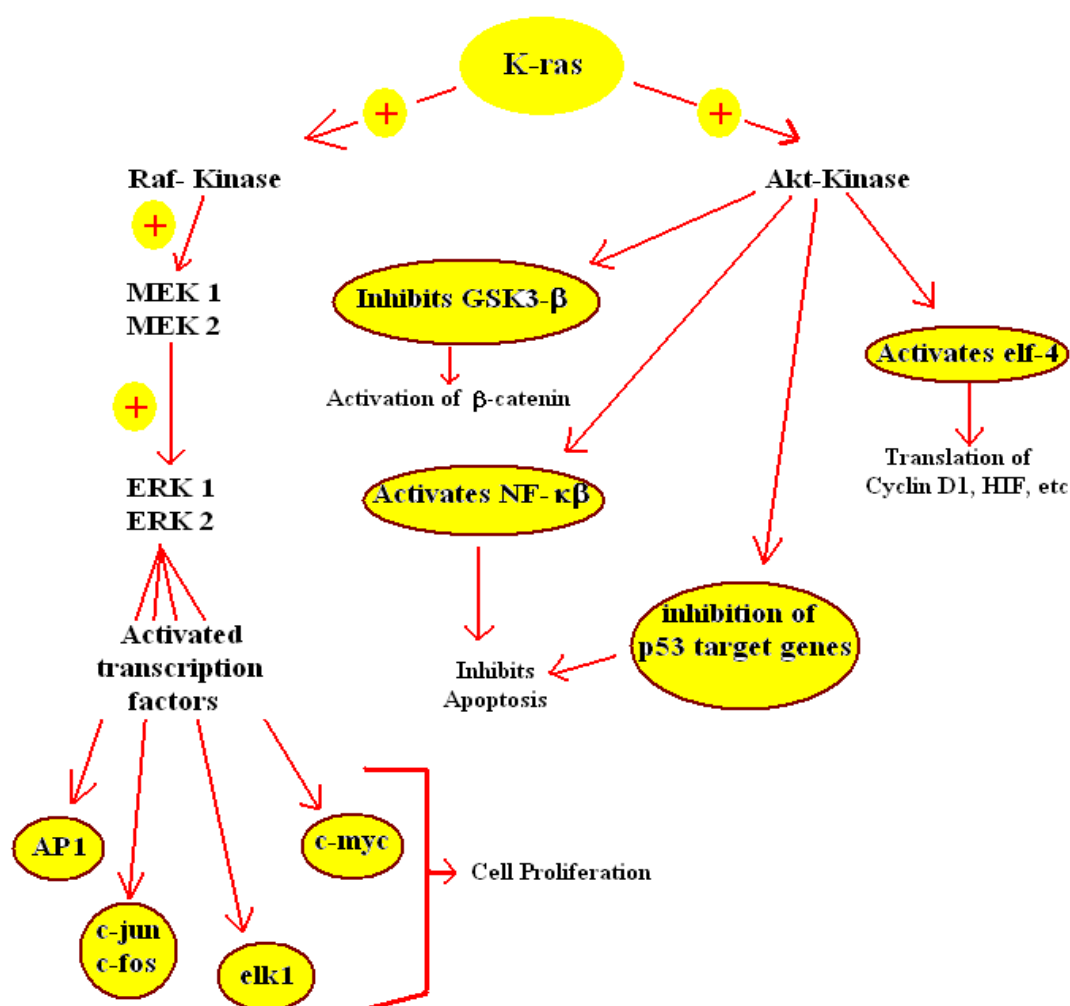 K-ras
+
+
Raf- Kinase
Akt-Kinase
+
MEK 1
MEK 2
Inhibits GSK3-β
Activates elf-4
Activation of β-catenin
+
Translation of
Cyclin D1, HIF, etc
ERK 1
ERK 2
Activates NF-κβ
inhibition of
p53 target genes
Activated
transcription
factors
Inhibits
Apoptosis
AP1
c-myc
Cell Proliferation
c-jun
c-fos
elk1